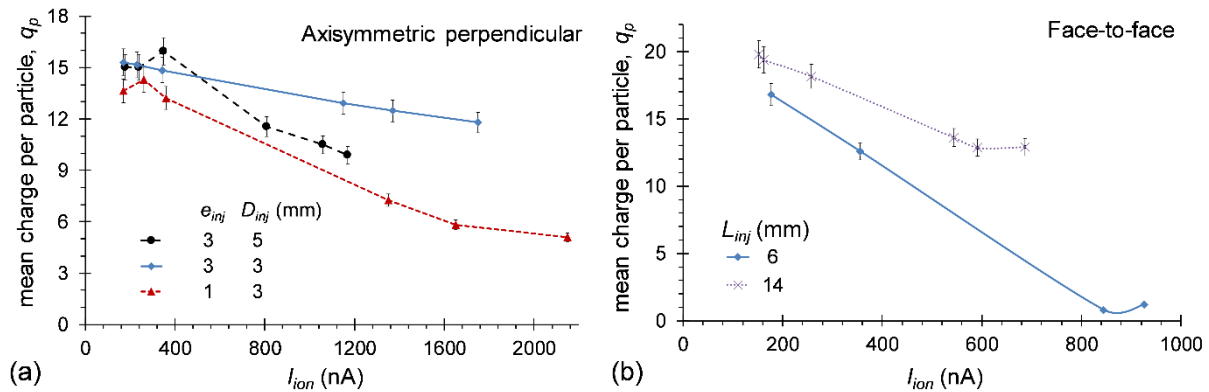 Axisymmetric perpendicular
mean charge per particle, qp
18
15
12
9
6
3
0
einj Dinj (mm)
3 5
3 3
1 3
0 400 800 1200 1600 2000
Iion (nA)
(a)
Face-to-face
mean charge per particle, qp
20
15
10
5
0
Linj (mm)
6
14
0 200 400 600 800 1000
Iion (nA)
(b)